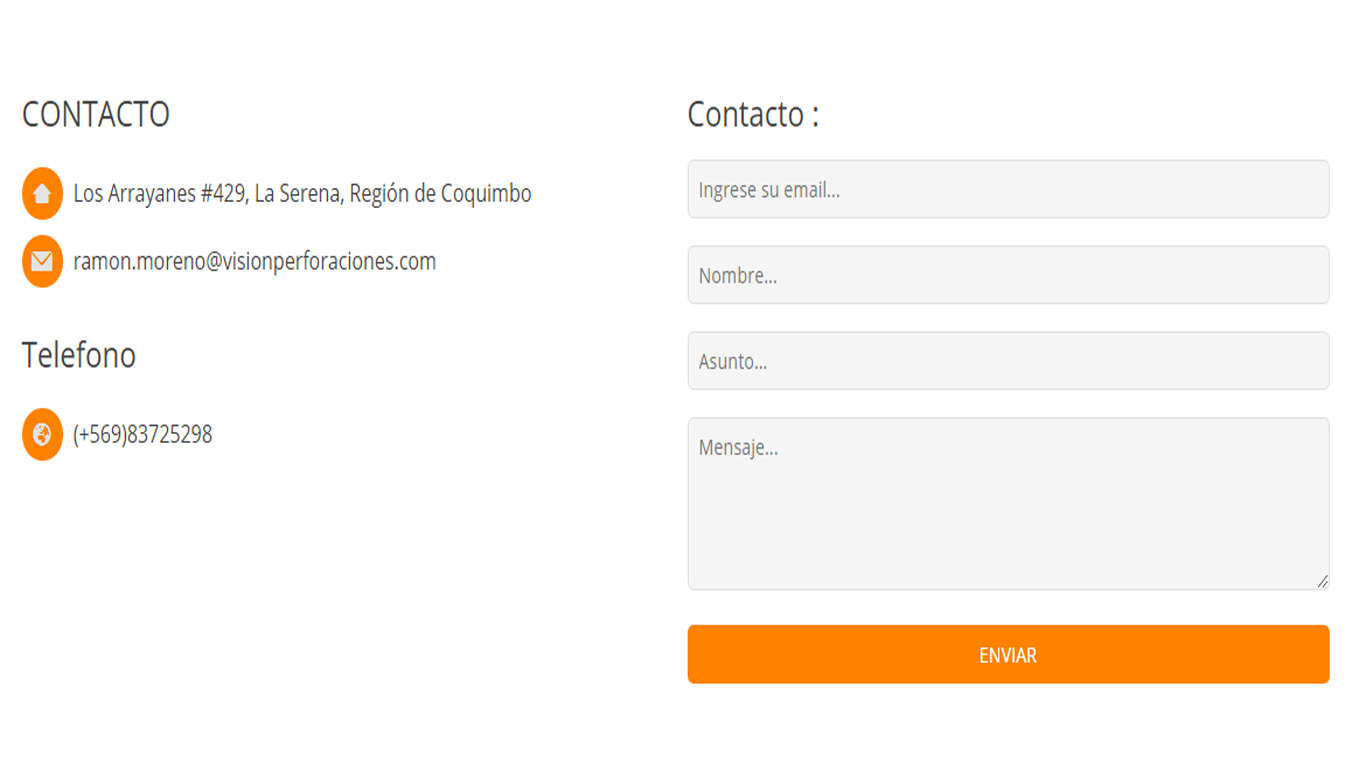 CONTACTO
Los Arrayanes #429, La Serena, Región de Coquimbo
ramon.moreno@visionperforaciones.com
Telefono
(+569)83725298
Contacto :
Ingrese su email...
Nombre...
Asunto...
Mensaje...
ENVIAR